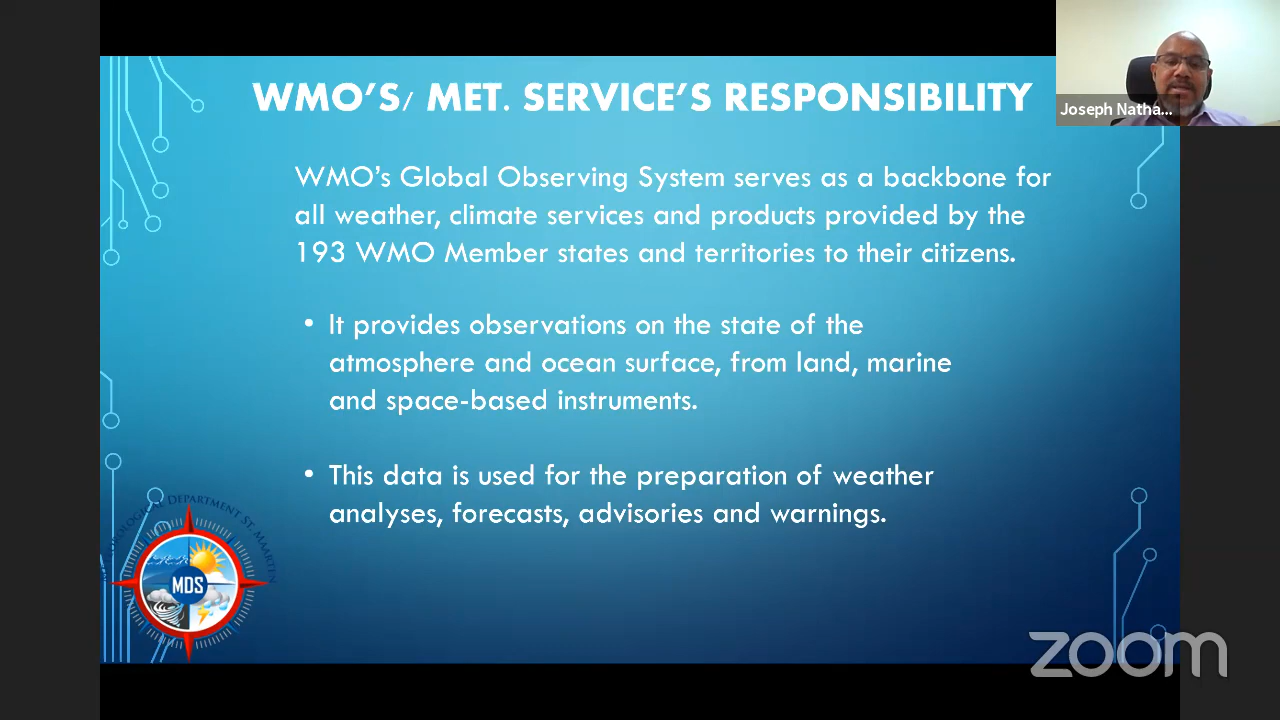 WMO'S/ MET. SERVICE'S RESPONSIBILITY
Joseph Natha...
WMO's Global Observing System serves as a backbone for
all weather, climate services and products provided by the
193 WMO Member states and territories to their citizens.
• It provides observations on the state of the
atmosphere and ocean surface, from land, marine
and space-based instruments.
• This data is used for the preparation of weather
analyses, forecasts, advisories and warnings.
DEPARTMENT ST. MAARTEN
MDS
zoom